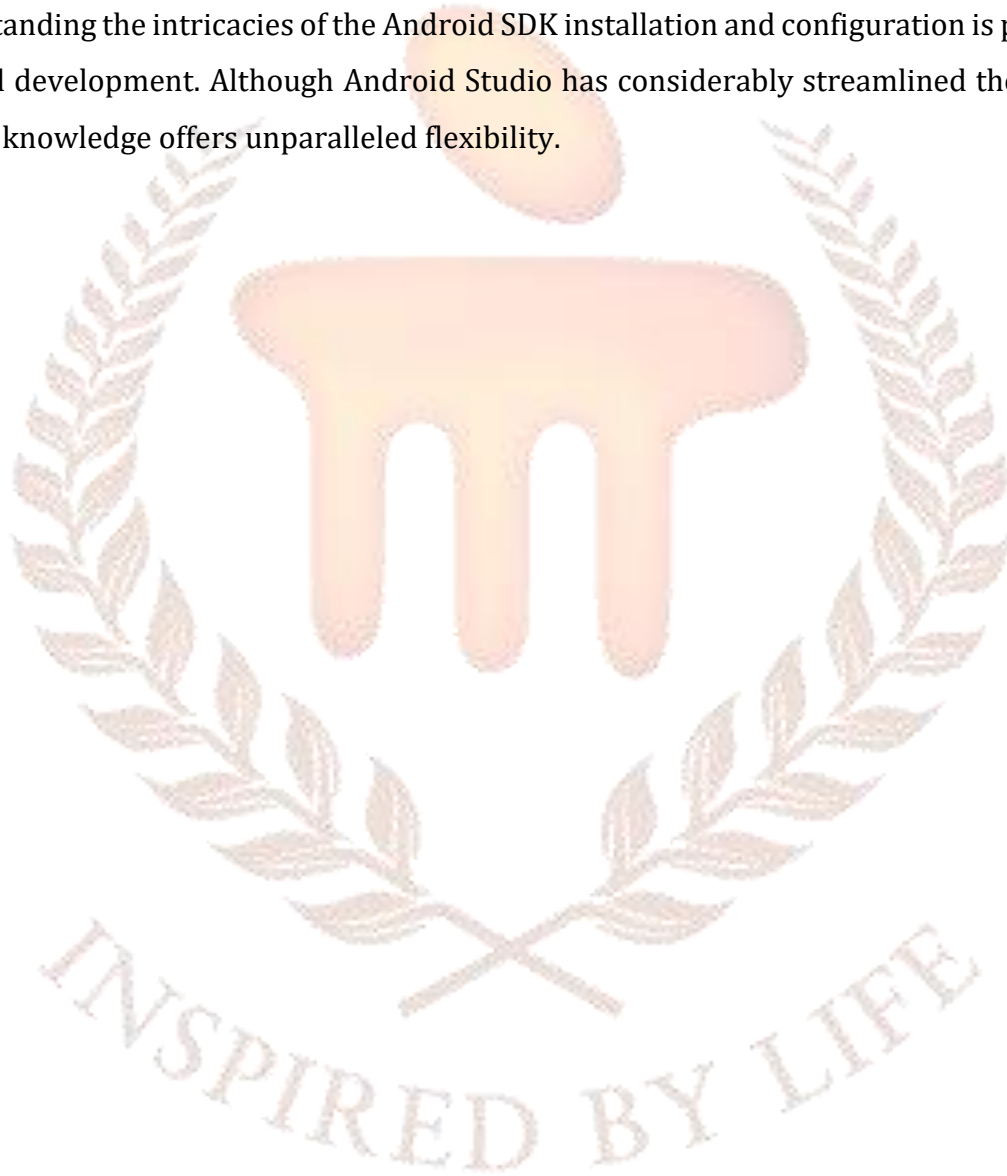 tanding the intricacies of the Android SDK installation and configuration is p
l development. Although Android Studio has considerably streamlined the
knowledge offers unparalleled flexibility.
INSPIRED BY LIFE